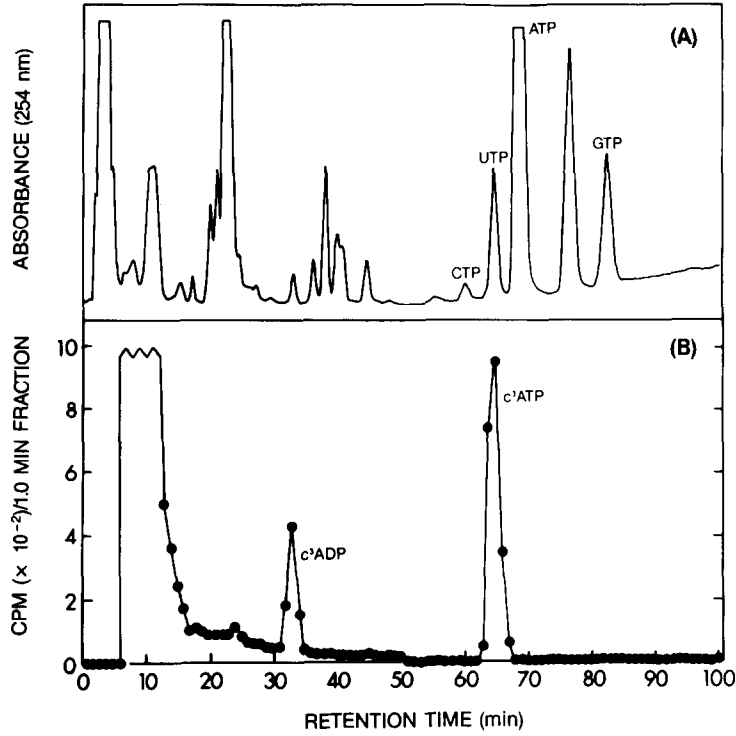 (A)
ABSORBANCE (254 nm)
ATP
UTP
GTP
CTP
(B)
CPM (× 10⁻²)/1.0 MIN FRACTION
10
8
6
4
2
0
c³ADP
c³ATP
0 10 20 30 40 50 60 70 80 90 100
RETENTION TIME (min)